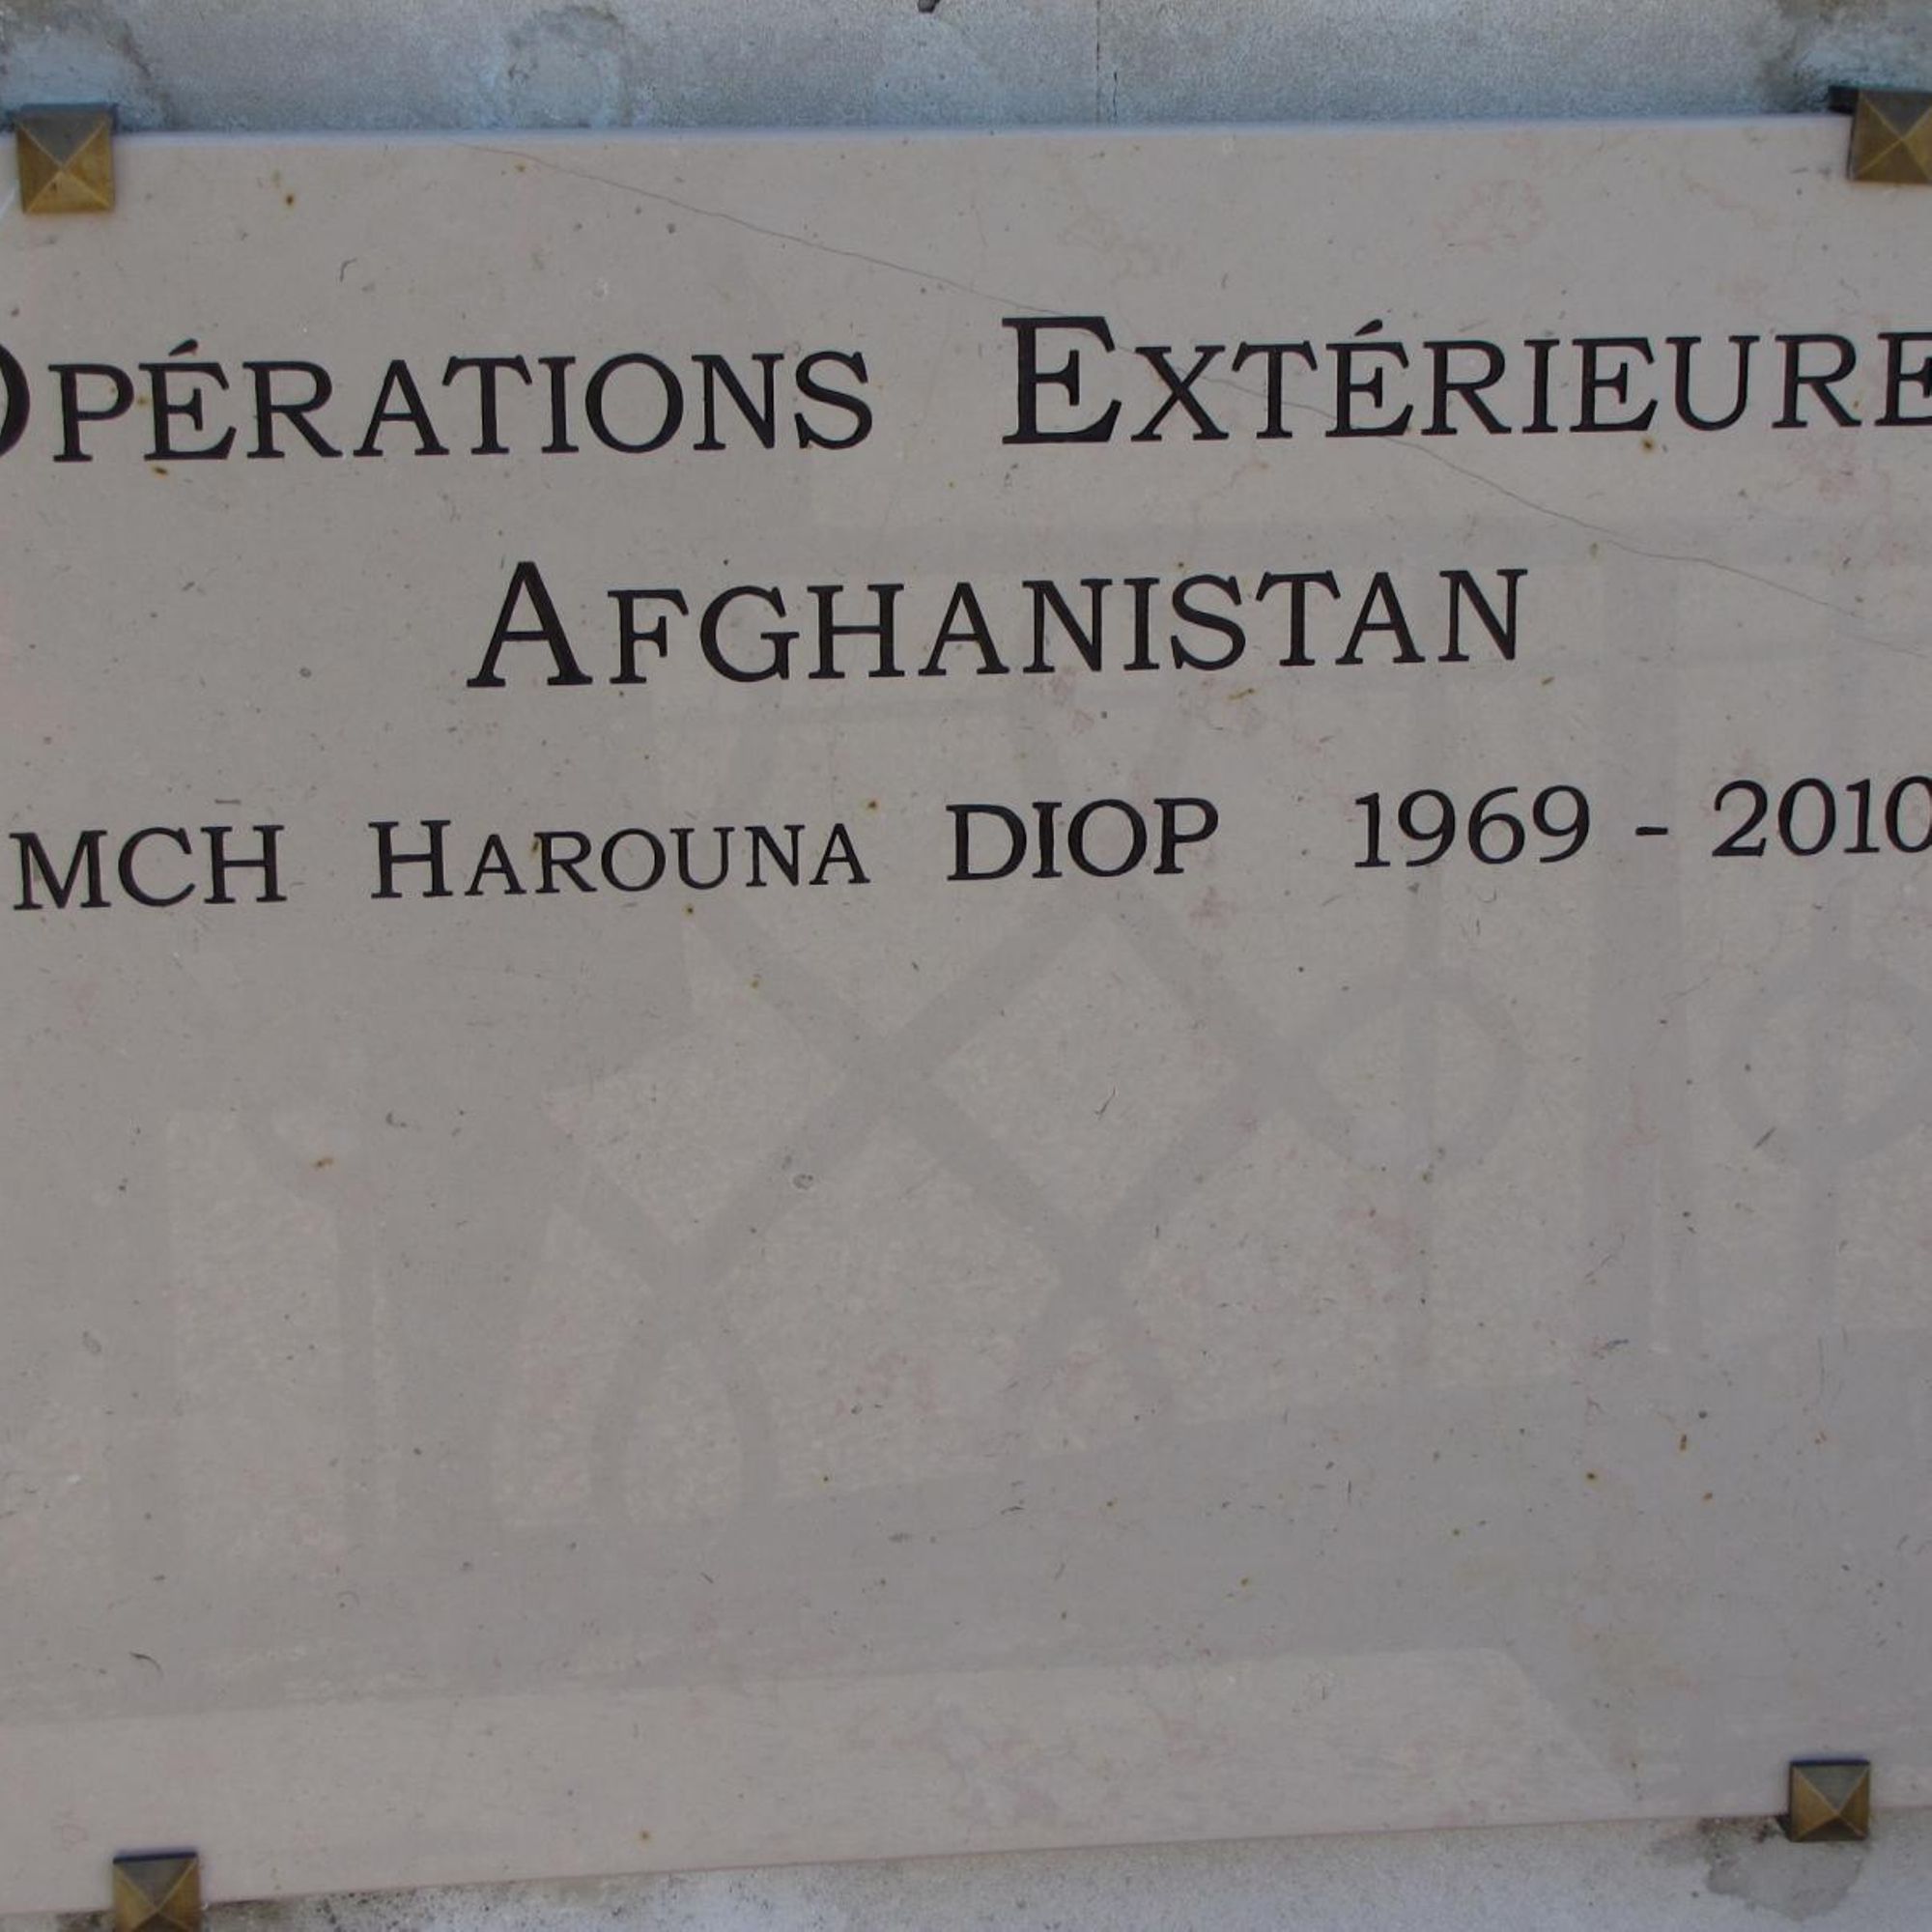 OPÉRATIONS EXTÉRIEURE
AFGHANISTAN
MCH HAROUNA DIOP 1969 - 2010